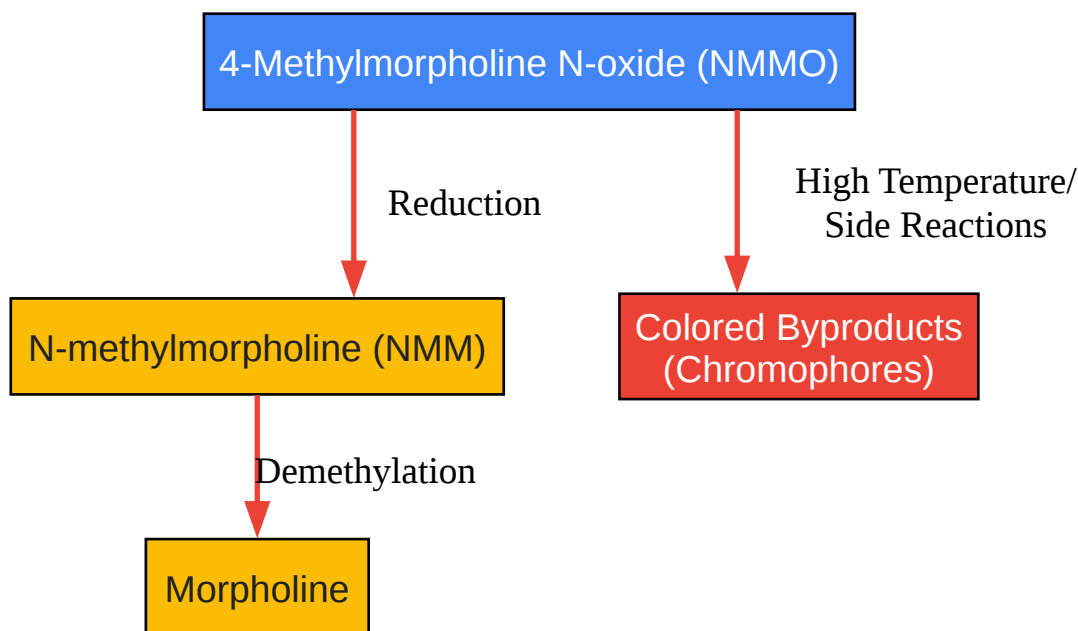 4-Methylmorpholine N-oxide (NMMO)
Reduction
High Temperature/
Side Reactions
N-methylmorpholine (NMM)
Colored Byproducts
(Chromophores)
Demethylation
Morpholine